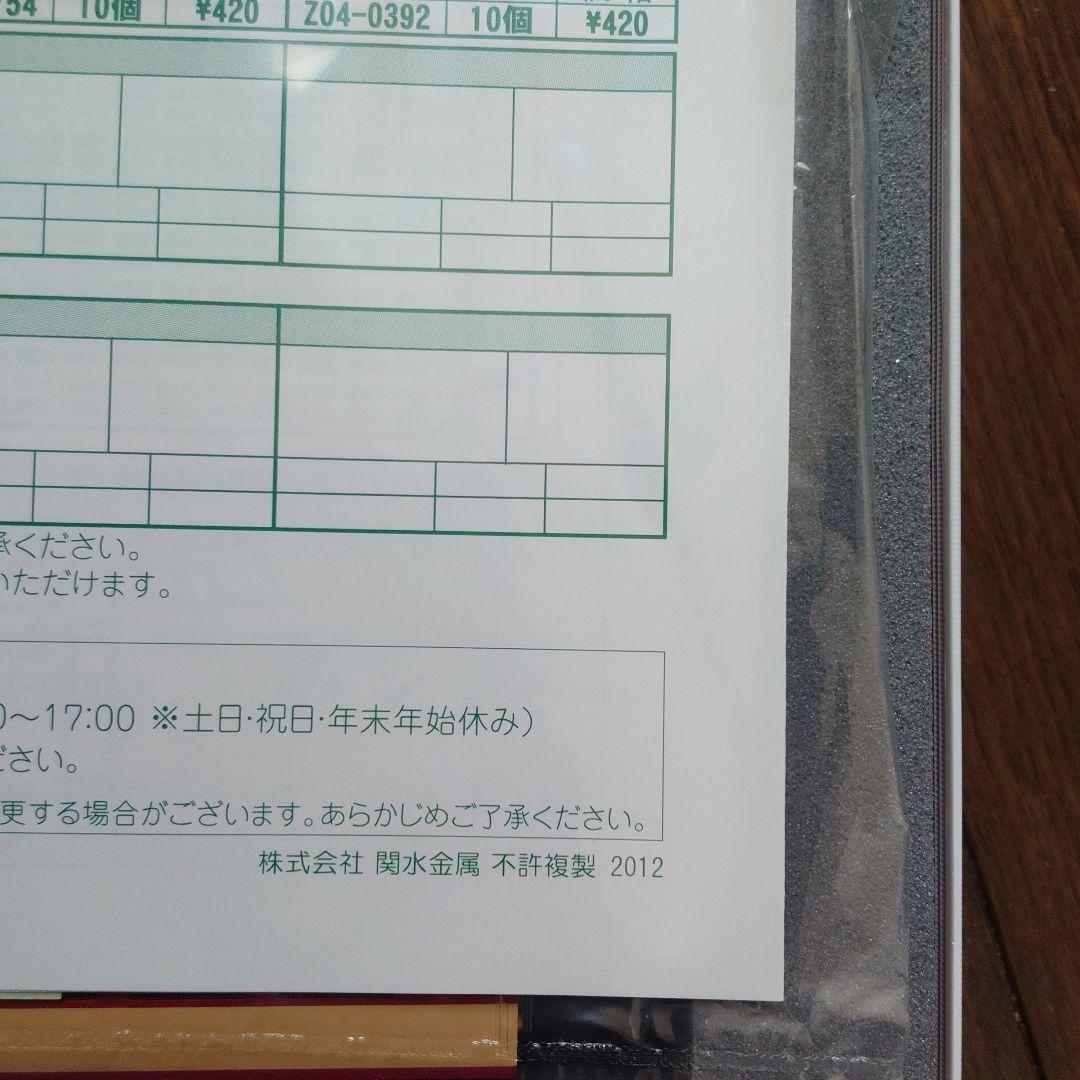 754 10個 ¥420 Z04-0392 10個 ¥420
承ください。
いただけます。
0〜17:00 ※土日・祝日・年末年始休み）
ださい。
更する場合がございます。あらかじめご了承ください。
株式会社 関水金属 不許複製 2012